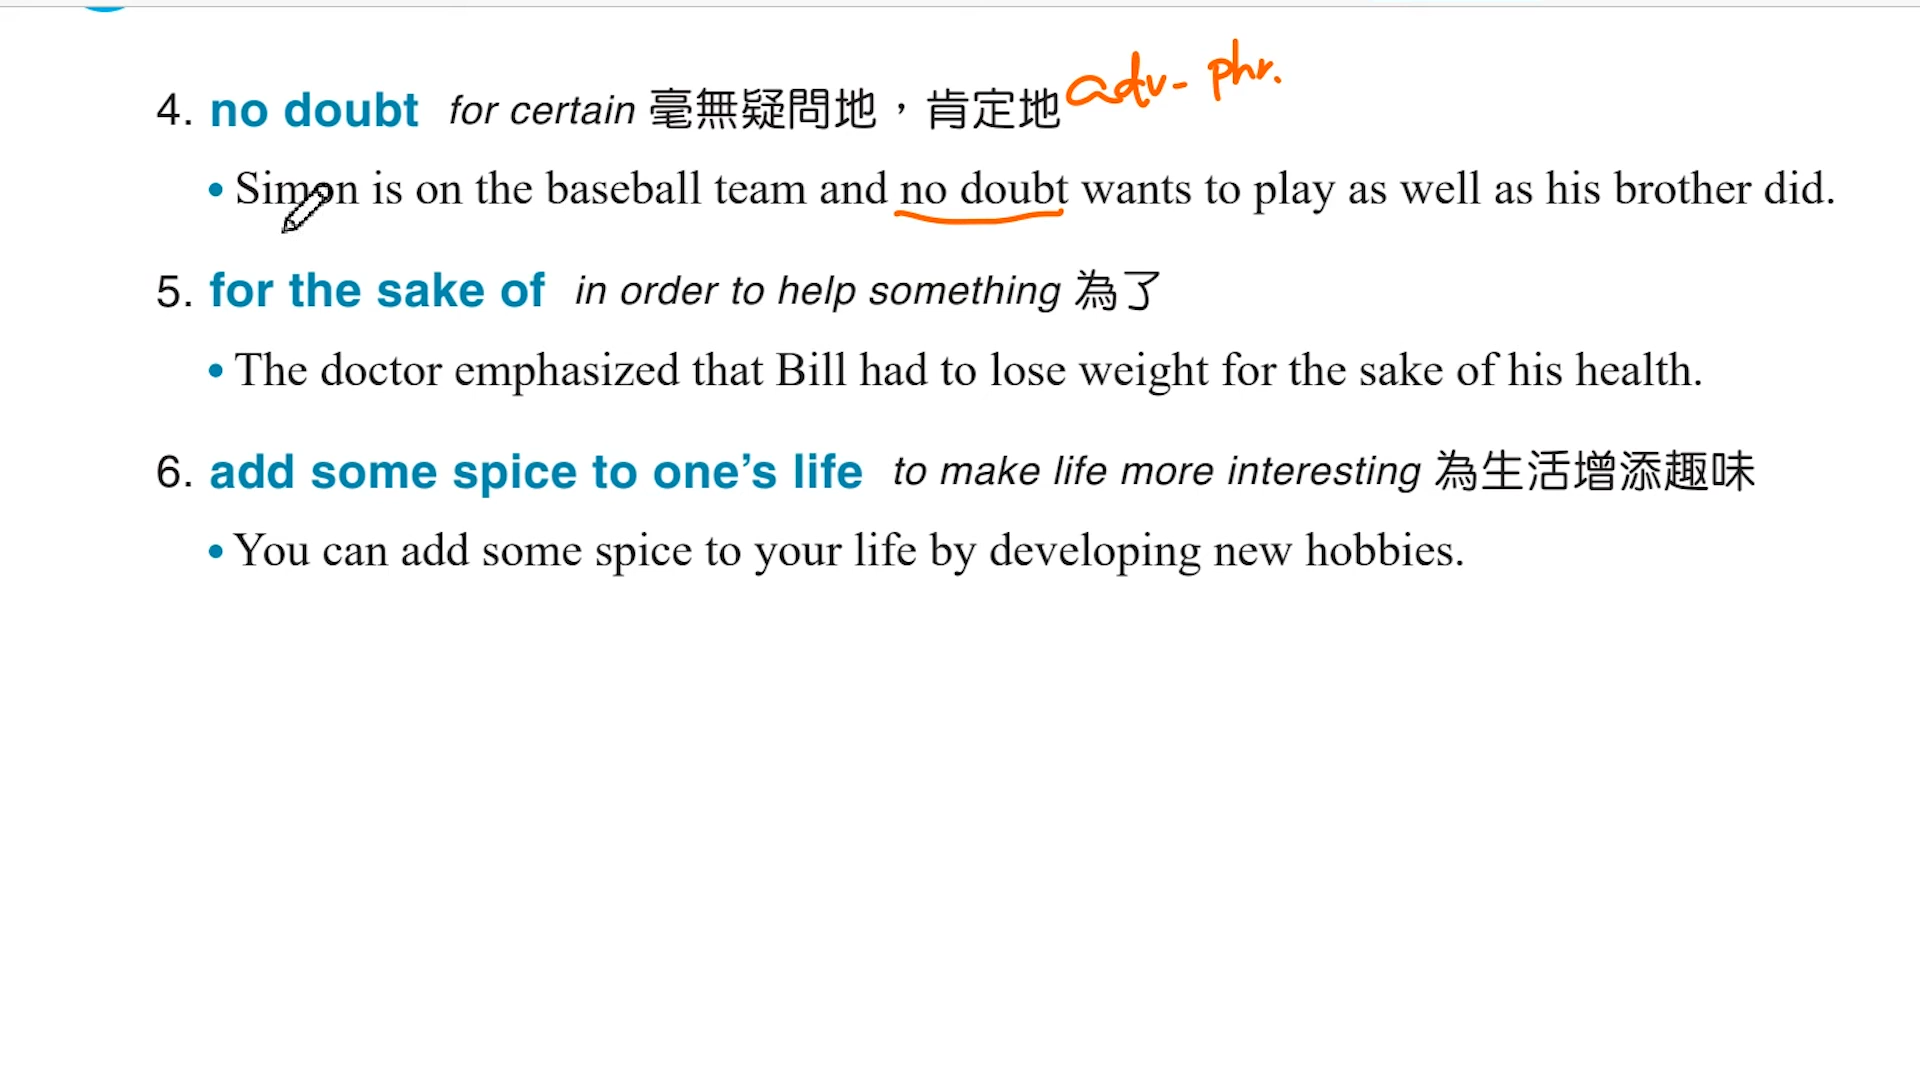 4. no doubt for certain 毫無疑問地，肯定地 adv. phr.
• Simon is on the baseball team and no doubt wants to play as well as his brother did.
5. for the sake of in order to help something 為了
• The doctor emphasized that Bill had to lose weight for the sake of his health.
6. add some spice to one’s life to make life more interesting 為生活增添趣味
• You can add some spice to your life by developing new hobbies.